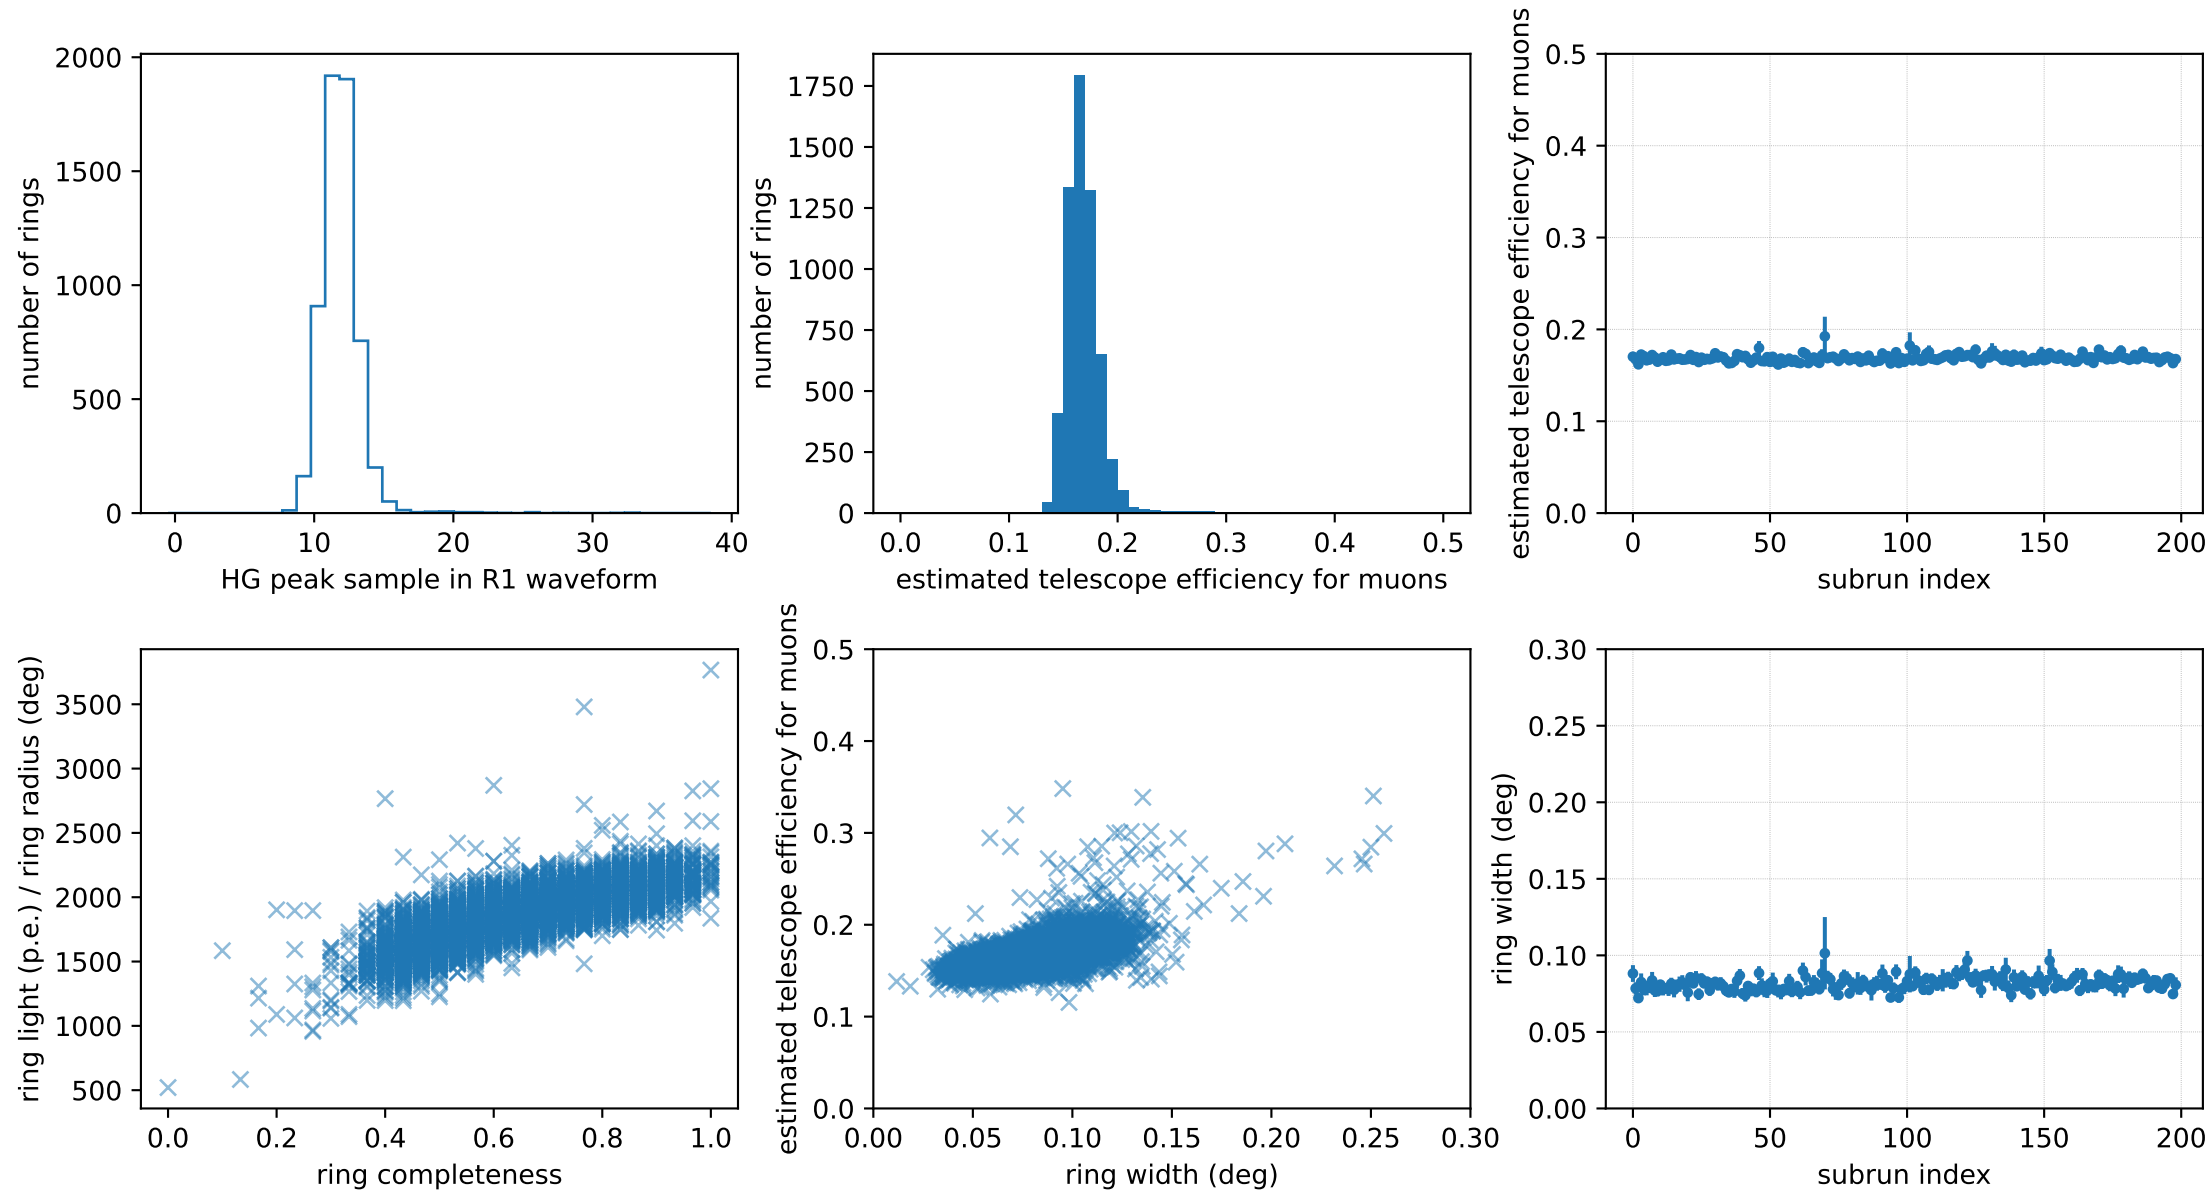 2000
1500
1000
500
0
number of rings
0 10 20 30 40
HG peak sample in R1 waveform
1750
1500
1250
1000
750
500
250
0
number of rings
0.0 0.1 0.2 0.3 0.4 0.5
estimated telescope efficiency for muons
0.5
0.4
0.3
0.2
0.1
0.0
estimated telescope efficiency for muons
0 50 100 150 200
subrun index
3500
3000
2500
2000
1500
1000
500
ring light (p.e.) / ring radius (deg)
0.0 0.2 0.4 0.6 0.8 1.0
ring completeness
0.5
0.4
0.3
0.2
0.1
0.0
estimated telescope efficiency for muons
0.00 0.05 0.10 0.15 0.20 0.25 0.30
ring width (deg)
0.30
0.25
0.20
0.15
0.10
0.05
0.00
ring width (deg)
0 50 100 150 200
subrun index